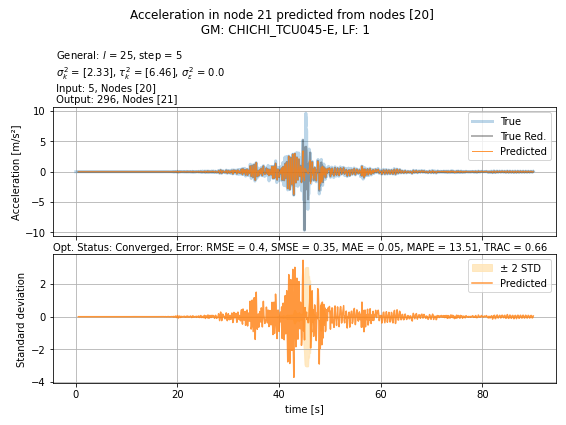 Acceleration in node 21 predicted from nodes [20]
GM: CHICHI_TCU045-E, LF: 1
General: l = 25, step = 5
σ²ₖ = [2.33], τ²ₖ = [6.46], σ²ε = 0.0
Input: 5, Nodes [20]
Output: 296, Nodes [21]
10
5
0
−5
−10
Acceleration [m/s²]
True
True Red.
Predicted
Opt. Status: Converged, Error: RMSE = 0.4, SMSE = 0.35, MAE = 0.05, MAPE = 13.51, TRAC = 0.66
2
0
−2
−4
Standard deviation
± 2 STD
Predicted
0 20 40 60 80
time [s]